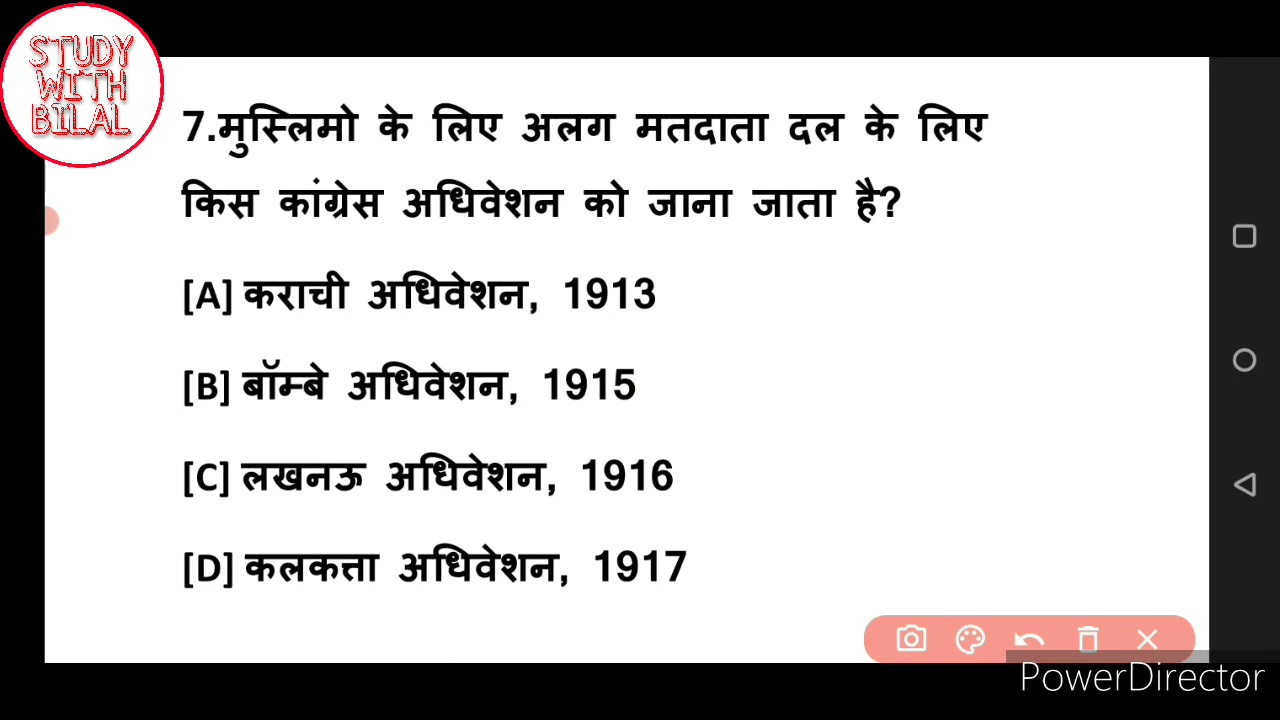 STUDY
WITH
BILAL
7.मुस्लिमो के लिए अलग मतदाता दल के लिए
किस कांग्रेस अधिवेशन को जाना जाता है?
[A] कराची अधिवेशन, 1913
[B] बॉम्बे अधिवेशन, 1915
[C] लखनऊ अधिवेशन, 1916
[D] कलकत्ता अधिवेशन, 1917
PowerDirector